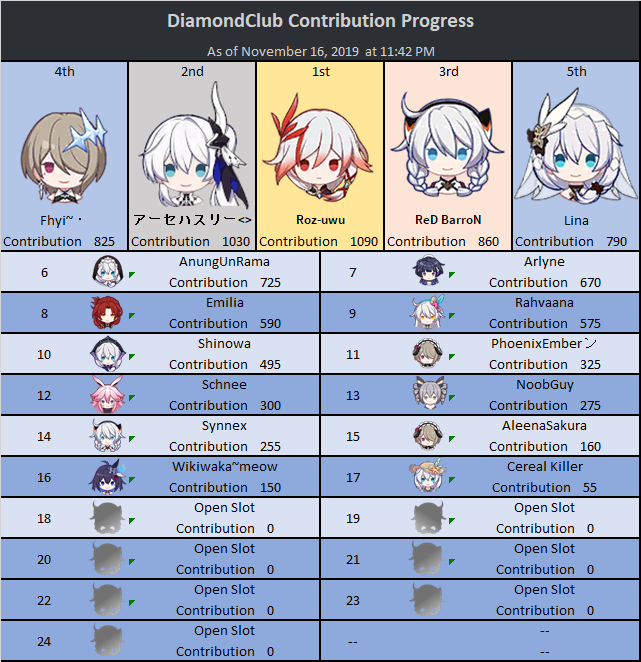 DiamondClub Contribution Progress
As of November 16, 2019 at 11:42 PM
4th 2nd 1st 3rd 5th
Fhyi~・ アーセハスリー<> Roz-uwu ReD BarroN Lina
Contribution 825 Contribution 1030 Contribution 1090 Contribution 860 Contribution 790
6 AnungUnRama 7 Arlyne
Contribution 725 Contribution 670
8 Emilia 9 Rahvaana
Contribution 590 Contribution 575
10 Shinowa 11 PhoenixEmberン
Contribution 495 Contribution 325
12 Schnee 13 NoobGuy
Contribution 300 Contribution 275
14 Synnex 15 AleenaSakura
Contribution 255 Contribution 160
16 Wikiwaka~meow 17 Cereal Killer
Contribution 150 Contribution 55
18 Open Slot 19 Open Slot
Contribution 0 Contribution 0
20 Open Slot 21 Open Slot
Contribution 0 Contribution 0
22 Open Slot 23 Open Slot
Contribution 0 Contribution 0
24 Open Slot -- --
Contribution 0 --